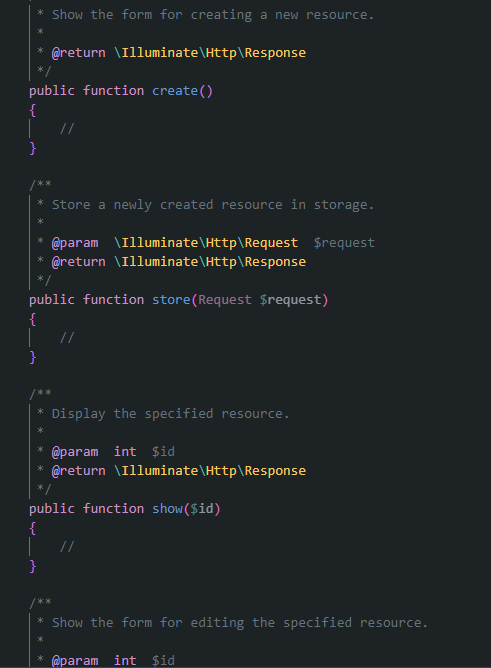 * Show the form for creating a new resource.
*
* @return \Illuminate\Http\Response
*/
public function create()
{
//
}
/**
* Store a newly created resource in storage.
*
* @param  \Illuminate\Http\Request  $request
* @return \Illuminate\Http\Response
*/
public function store(Request $request)
{
//
}
/**
* Display the specified resource.
*
* @param  int  $id
* @return \Illuminate\Http\Response
*/
public function show($id)
{
//
}
/**
* Show the form for editing the specified resource.
*
* @param  int  $id